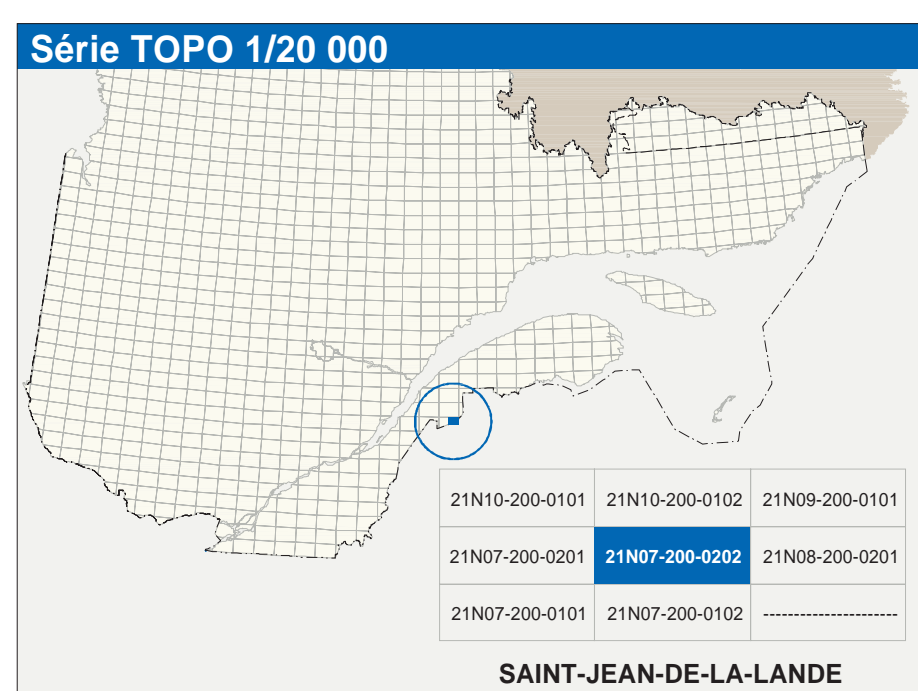 Série TOPO 1/20 000
21N10-200-0101 21N10-200-0102 21N09-200-0101
21N07-200-0201 21N07-200-0202 21N08-200-0201
21N07-200-0101 21N07-200-0102 ----------------------
SAINT-JEAN-DE-LA-LANDE